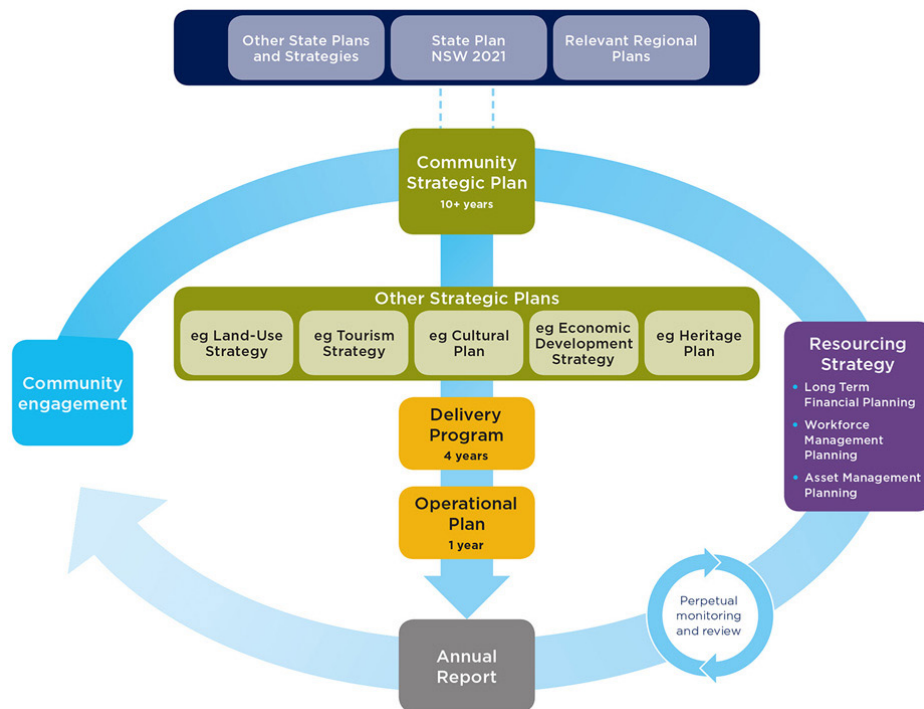 Other State Plans
and Strategies
State Plan
NSW 2021
Relevant Regional
Plans
Community
Strategic Plan
10+ years
Other Strategic Plans
eg Land-Use
Strategy
eg Tourism
Strategy
eg Cultural
Plan
eg Economic
Development
Strategy
eg Heritage
Plan
Community
engagement
Resourcing
Strategy
• Long Term
Financial Planning
• Workforce
Management
Planning
• Asset Management
Planning
Delivery
Program
4 years
Operational
Plan
1 year
Perpetual
monitoring
and review
Annual
Report